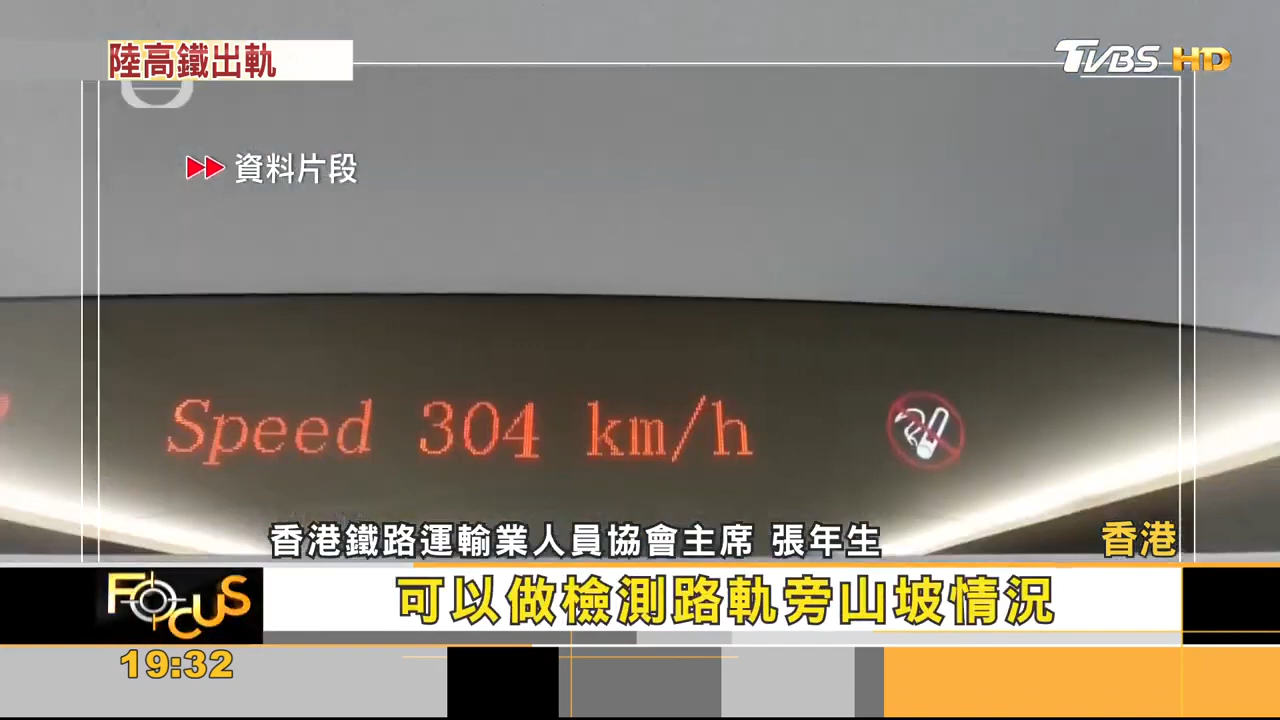 陸高鐵出軌
TVBS HD
資料片段
Speed 304 km/h
香港鐵路運輸業人員協會主席 張年生
香港
FOCUS
可以做檢測路軌旁山坡情況
19:32